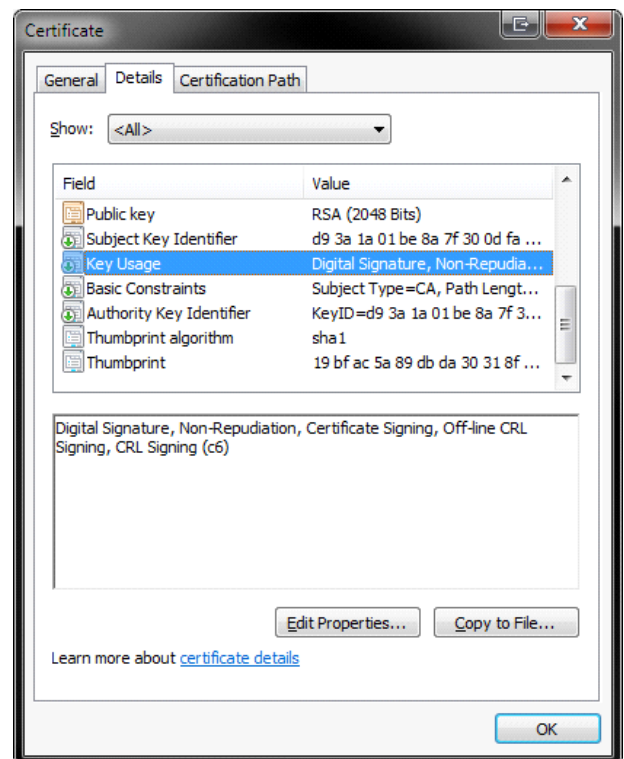 Certificate
General Details Certification Path
Show: <All>
Field Value
Public key RSA (2048 Bits)
Subject Key Identifier d9 3a 1a 01 be 8a 7f 30 0d fa ...
Key Usage Digital Signature, Non-Repudia...
Basic Constraints Subject Type=CA, Path Lengt...
Authority Key Identifier KeyID=d9 3a 1a 01 be 8a 7f 3...
Thumbprint algorithm sha1
Thumbprint 19 bf ac 5a 89 db da 30 31 8f ...
Digital Signature, Non-Repudiation, Certificate Signing, Off-line CRL
Signing, CRL Signing (c6)
Edit Properties... Copy to File...
Learn more about certificate details
OK